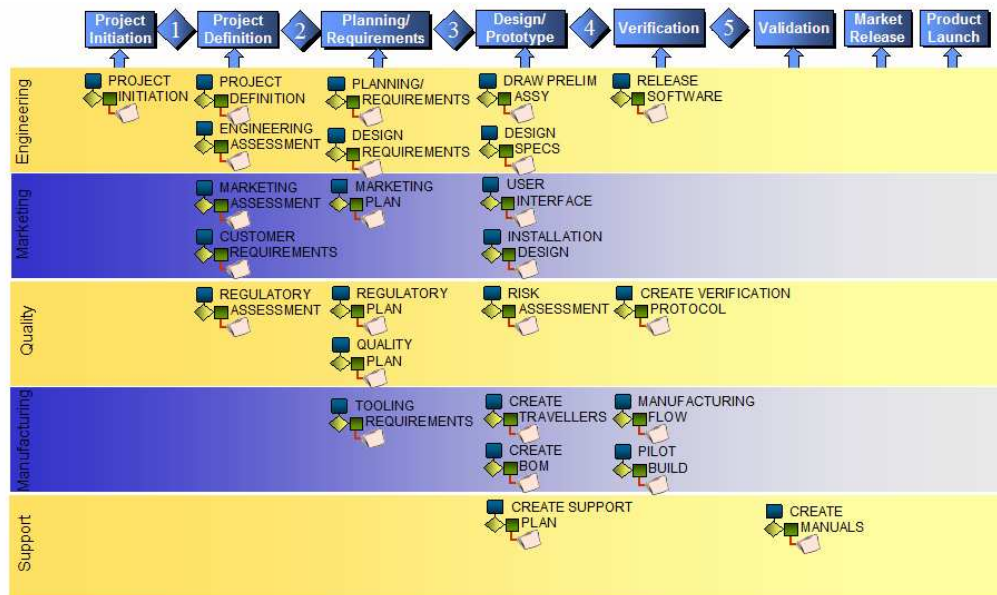 Project
Initiation
1
Project
Definition
2
Planning/
Requirements
3
Design/
Prototype
4
Verification
5
Validation
Market
Release
Product
Launch
Engineering
PROJECT
INITIATION
PROJECT
DEFINITION
PLANNING/
REQUIREMENTS
DRAW PRELIM
ASSY
RELEASE
SOFTWARE
ENGINEERING
ASSESSMENT
DESIGN
REQUIREMENTS
DESIGN
SPECS
Marketing
MARKETING
ASSESSMENT
MARKETING
PLAN
USER
INTERFACE
CUSTOMER
REQUIREMENTS
INSTALLATION
DESIGN
Quality
REGULATORY
ASSESSMENT
REGULATORY
PLAN
RISK
ASSESSMENT
CREATE VERIFICATION
PROTOCOL
QUALITY
PLAN
Manufacturing
TOOLING
REQUIREMENTS
CREATE
TRAVELLERS
MANUFACTURING
FLOW
CREATE
BOM
PILOT
BUILD
Support
CREATE SUPPORT
PLAN
CREATE
MANUALS